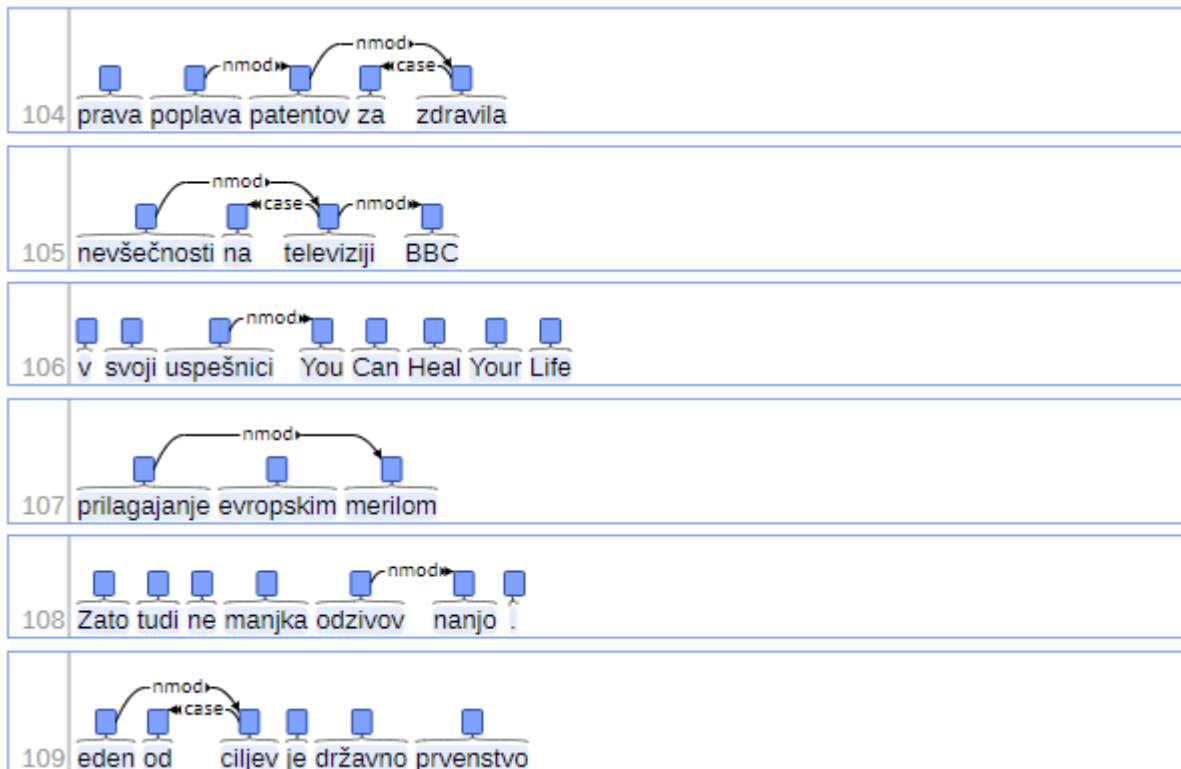 nmod nmod case
104 prava poplava patentov za zdravila
nmod case nmod
105 nevšečnosti na televiziji BBC
nmod
106 v svoji uspešnici You Can Heal Your Life
nmod
107 prilagajanje evropskim merilom
nmod
108 Zato tudi ne manjka odzivov nanjo .
nmod case
109 eden od ciljev je državno prvenstvo